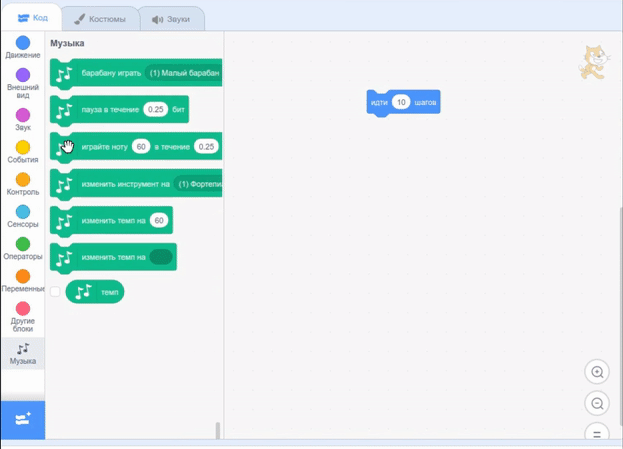 Код
Костюмы
Звуки
Движение
Внешний
вид
Звук
События
Контроль
Сенсоры
Операторы
Переменные
Другие
блоки
Музыка
Музыка
барабану играть (1) Малый барабан
пауза в течение 0.25 бит
играйте ноту 60 в течение 0.25
изменить инструмент на (1) Фортепи
изменить темп на 60
изменить темп на
темп
идти 10 шагов